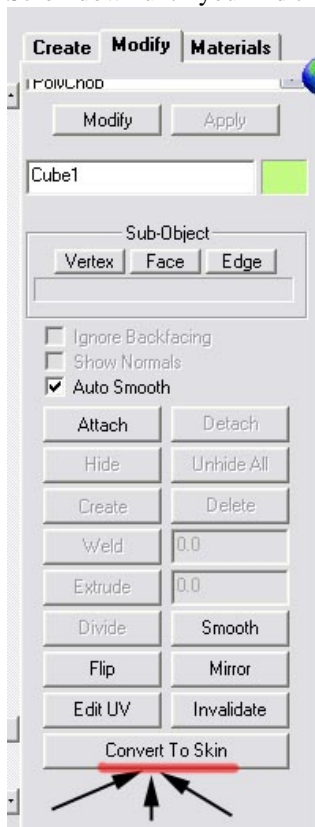 Create Modify Materials
PolyChop
Modify Apply
Cube1
Sub-Object
Vertex Face Edge
Ignore Backfacing
Show Normals
Auto Smooth
Attach Detach
Hide Unhide All
Create Delete
Weld 0.0
Extrude 0.0
Divide Smooth
Flip Mirror
Edit UV Invalidate
Convert To Skin